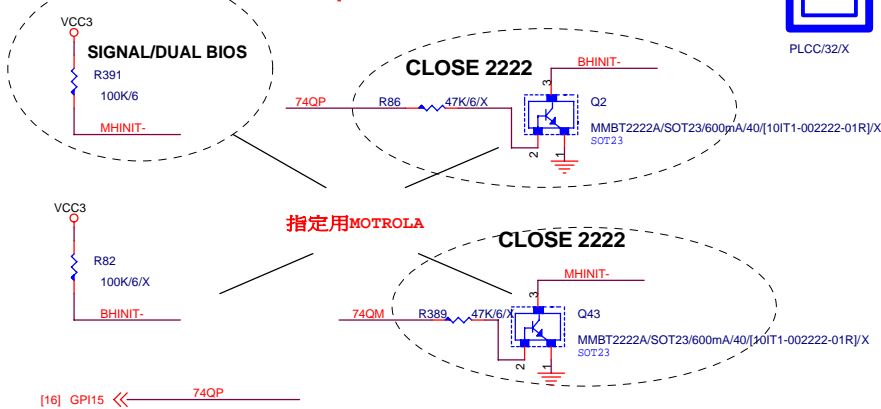 VCC3
SIGNAL/DUAL BIOS
R391
100K/6
MHINIT-
PLCC/32/X
CLOSE 2222
BHINIT-
3
74QP
R86
47K/6/X
Q2
MMBT2222A/SOT23/600mA/40/[10IT1-002222-01R]/X
SOT23
2
1
指定用MOTROLA
VCC3
R82
100K/6/X
BHINIT-
CLOSE 2222
MHINIT-
3
74QM
R389
47K/6/X
Q43
MMBT2222A/SOT23/600mA/40/[10IT1-002222-01R]/X
SOT23
2
1
[16] GPI15
74QP